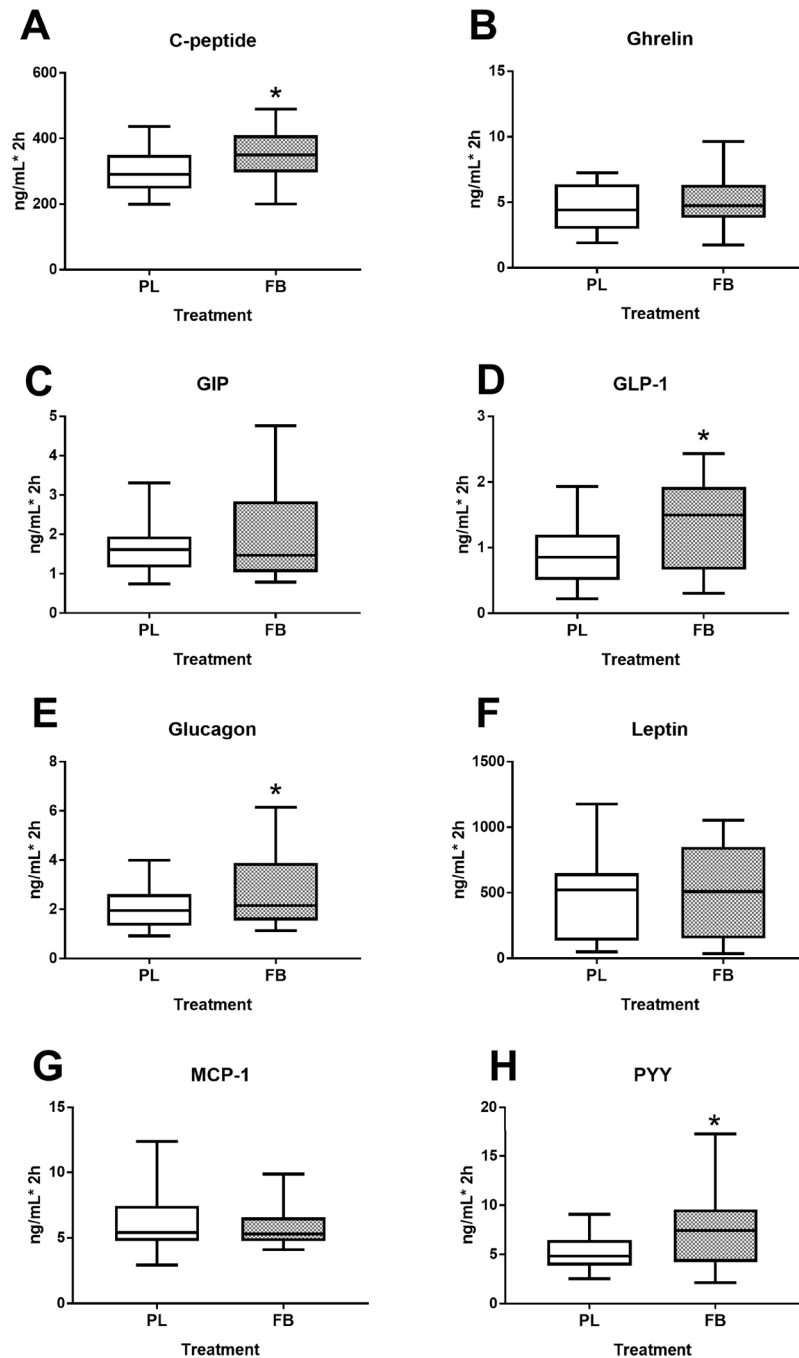 A
C-peptide
600
400
200
0
ng/mL* 2h
*
PL
FB
Treatment
B
Ghrelin
15
10
5
0
ng/mL* 2h
PL
FB
Treatment
C
GIP
5
4
3
2
1
0
ng/mL* 2h
PL
FB
Treatment
D
GLP-1
3
2
1
0
ng/mL* 2h
*
PL
FB
Treatment
E
Glucagon
8
6
4
2
0
ng/mL* 2h
*
PL
FB
Treatment
F
Leptin
1500
1000
500
0
ng/mL* 2h
PL
FB
Treatment
G
MCP-1
15
10
5
0
ng/mL* 2h
PL
FB
Treatment
H
PYY
20
15
10
5
0
ng/mL* 2h
*
PL
FB
Treatment